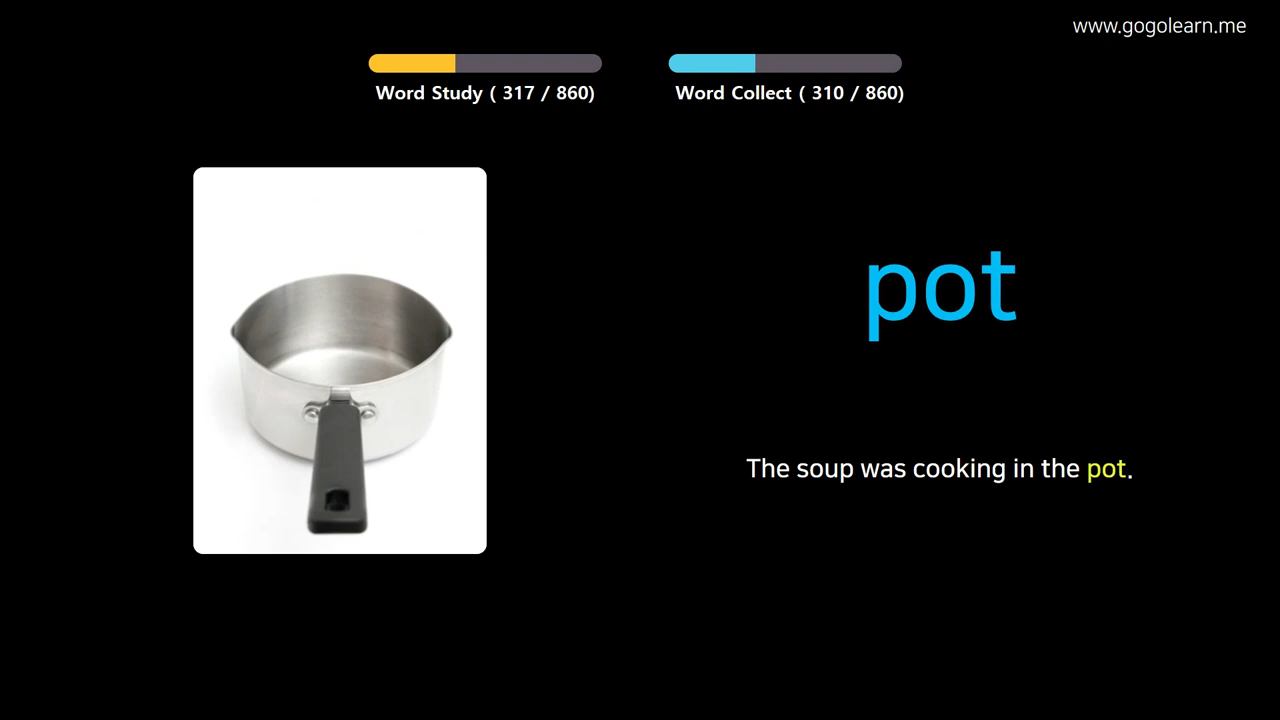 www.gogolearn.me
Word Study ( 317 / 860)
Word Collect ( 310 / 860)
pot
The soup was cooking in the pot.